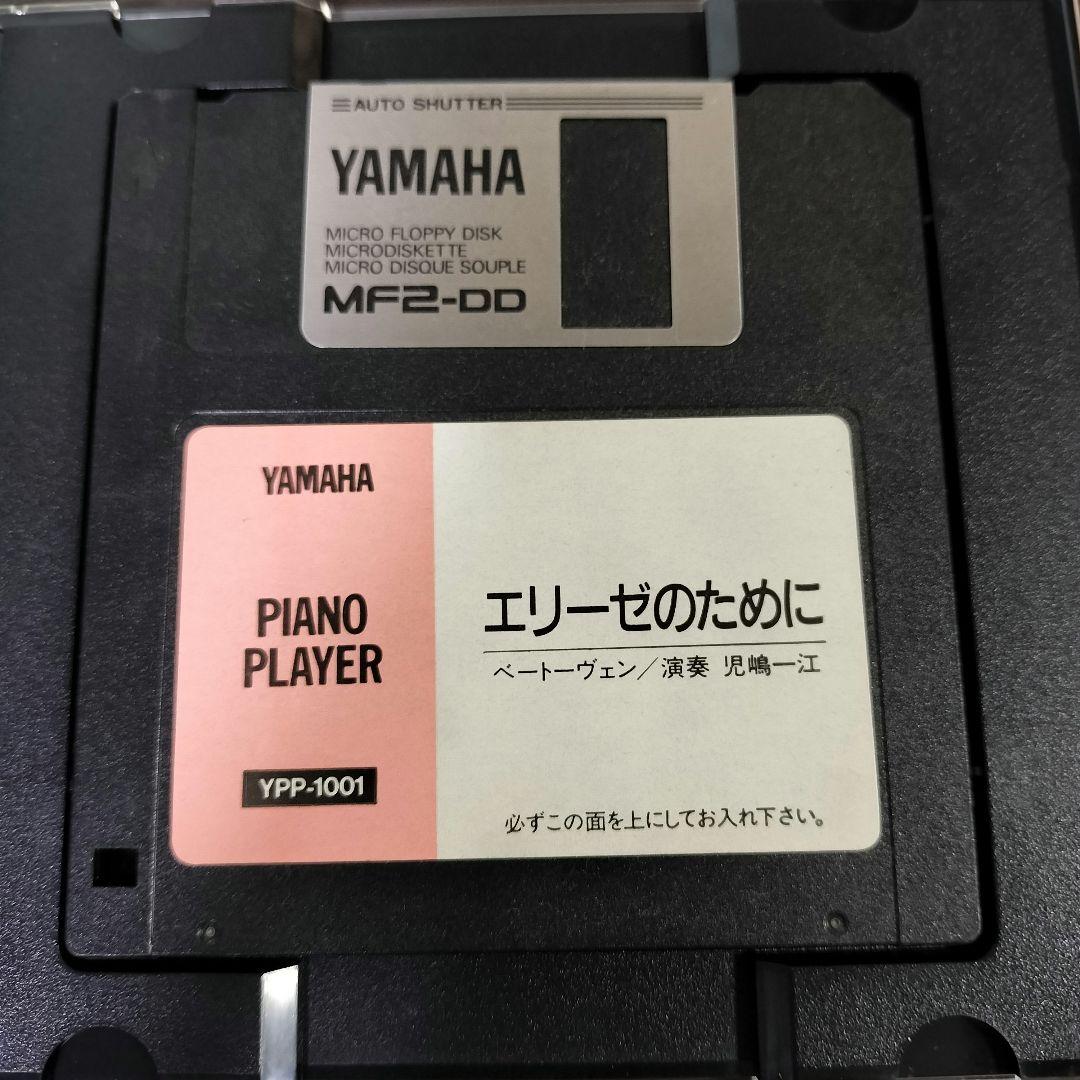 AUTO SHUTTER
YAMAHA
MICRO FLOPPY DISK
MICRODISKETTE
MICRO DISQUE SOUPLE
MF2-DD
YAMAHA
PIANO
PLAYER
YPP-1001
エリーゼのために
ベートーヴェン／演奏 児嶋一江
必ずこの面を上にしてお入れ下さい。